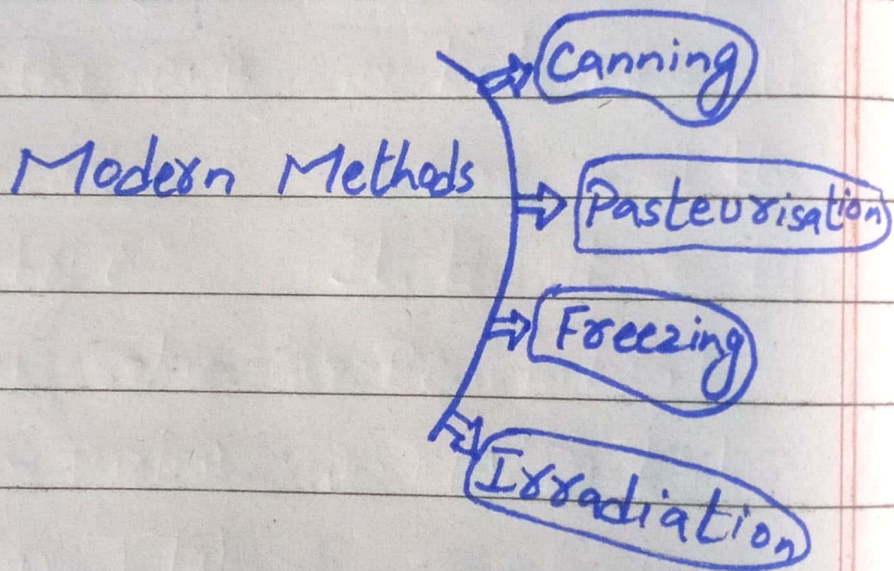 Canning
Modern Methods
Pasteurisation
Freezing
Irradiation